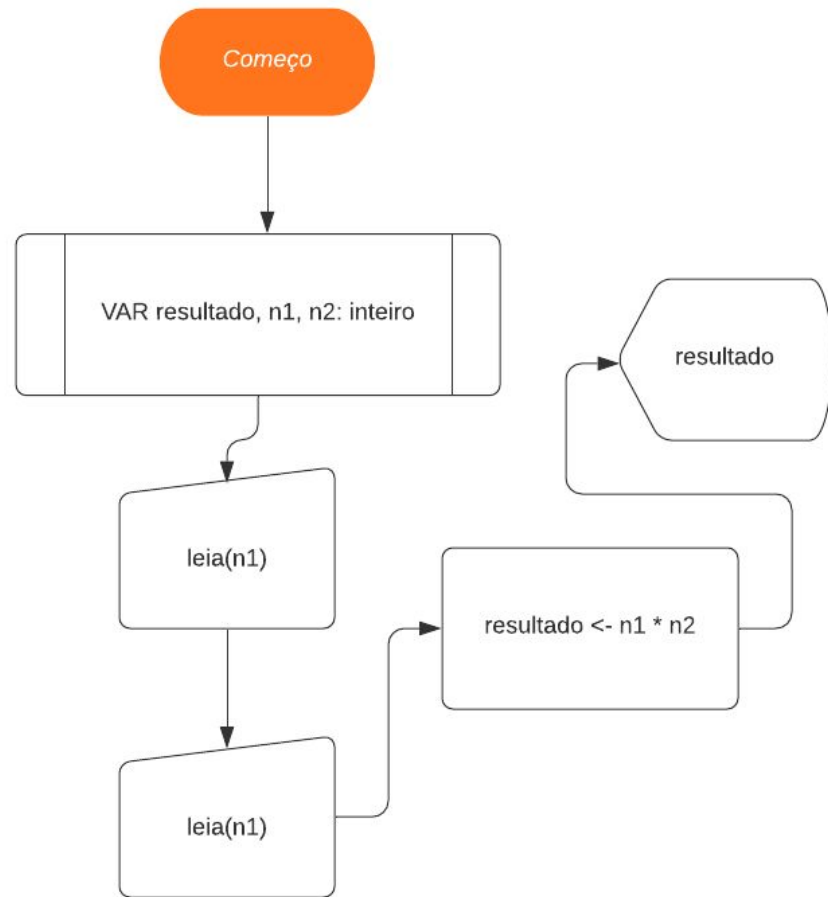 Começo
VAR resultado, n1, n2: inteiro
leia(n1)
leia(n1)
resultado <- n1 * n2
resultado